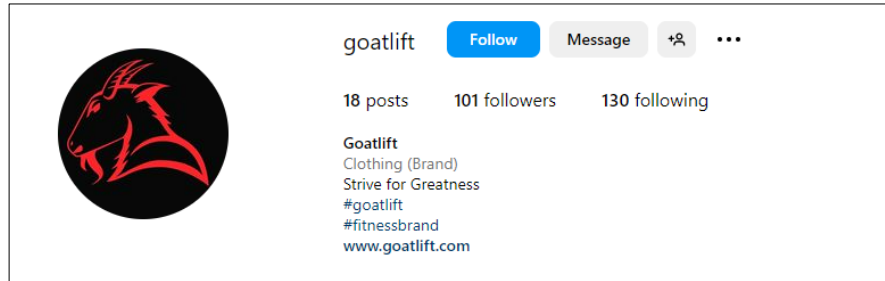 goatlift Follow Message
18 posts 101 followers 130 following
Goatlift
Clothing (Brand)
Strive for Greatness
#goatlift
#fitnessbrand
www.goatlift.com